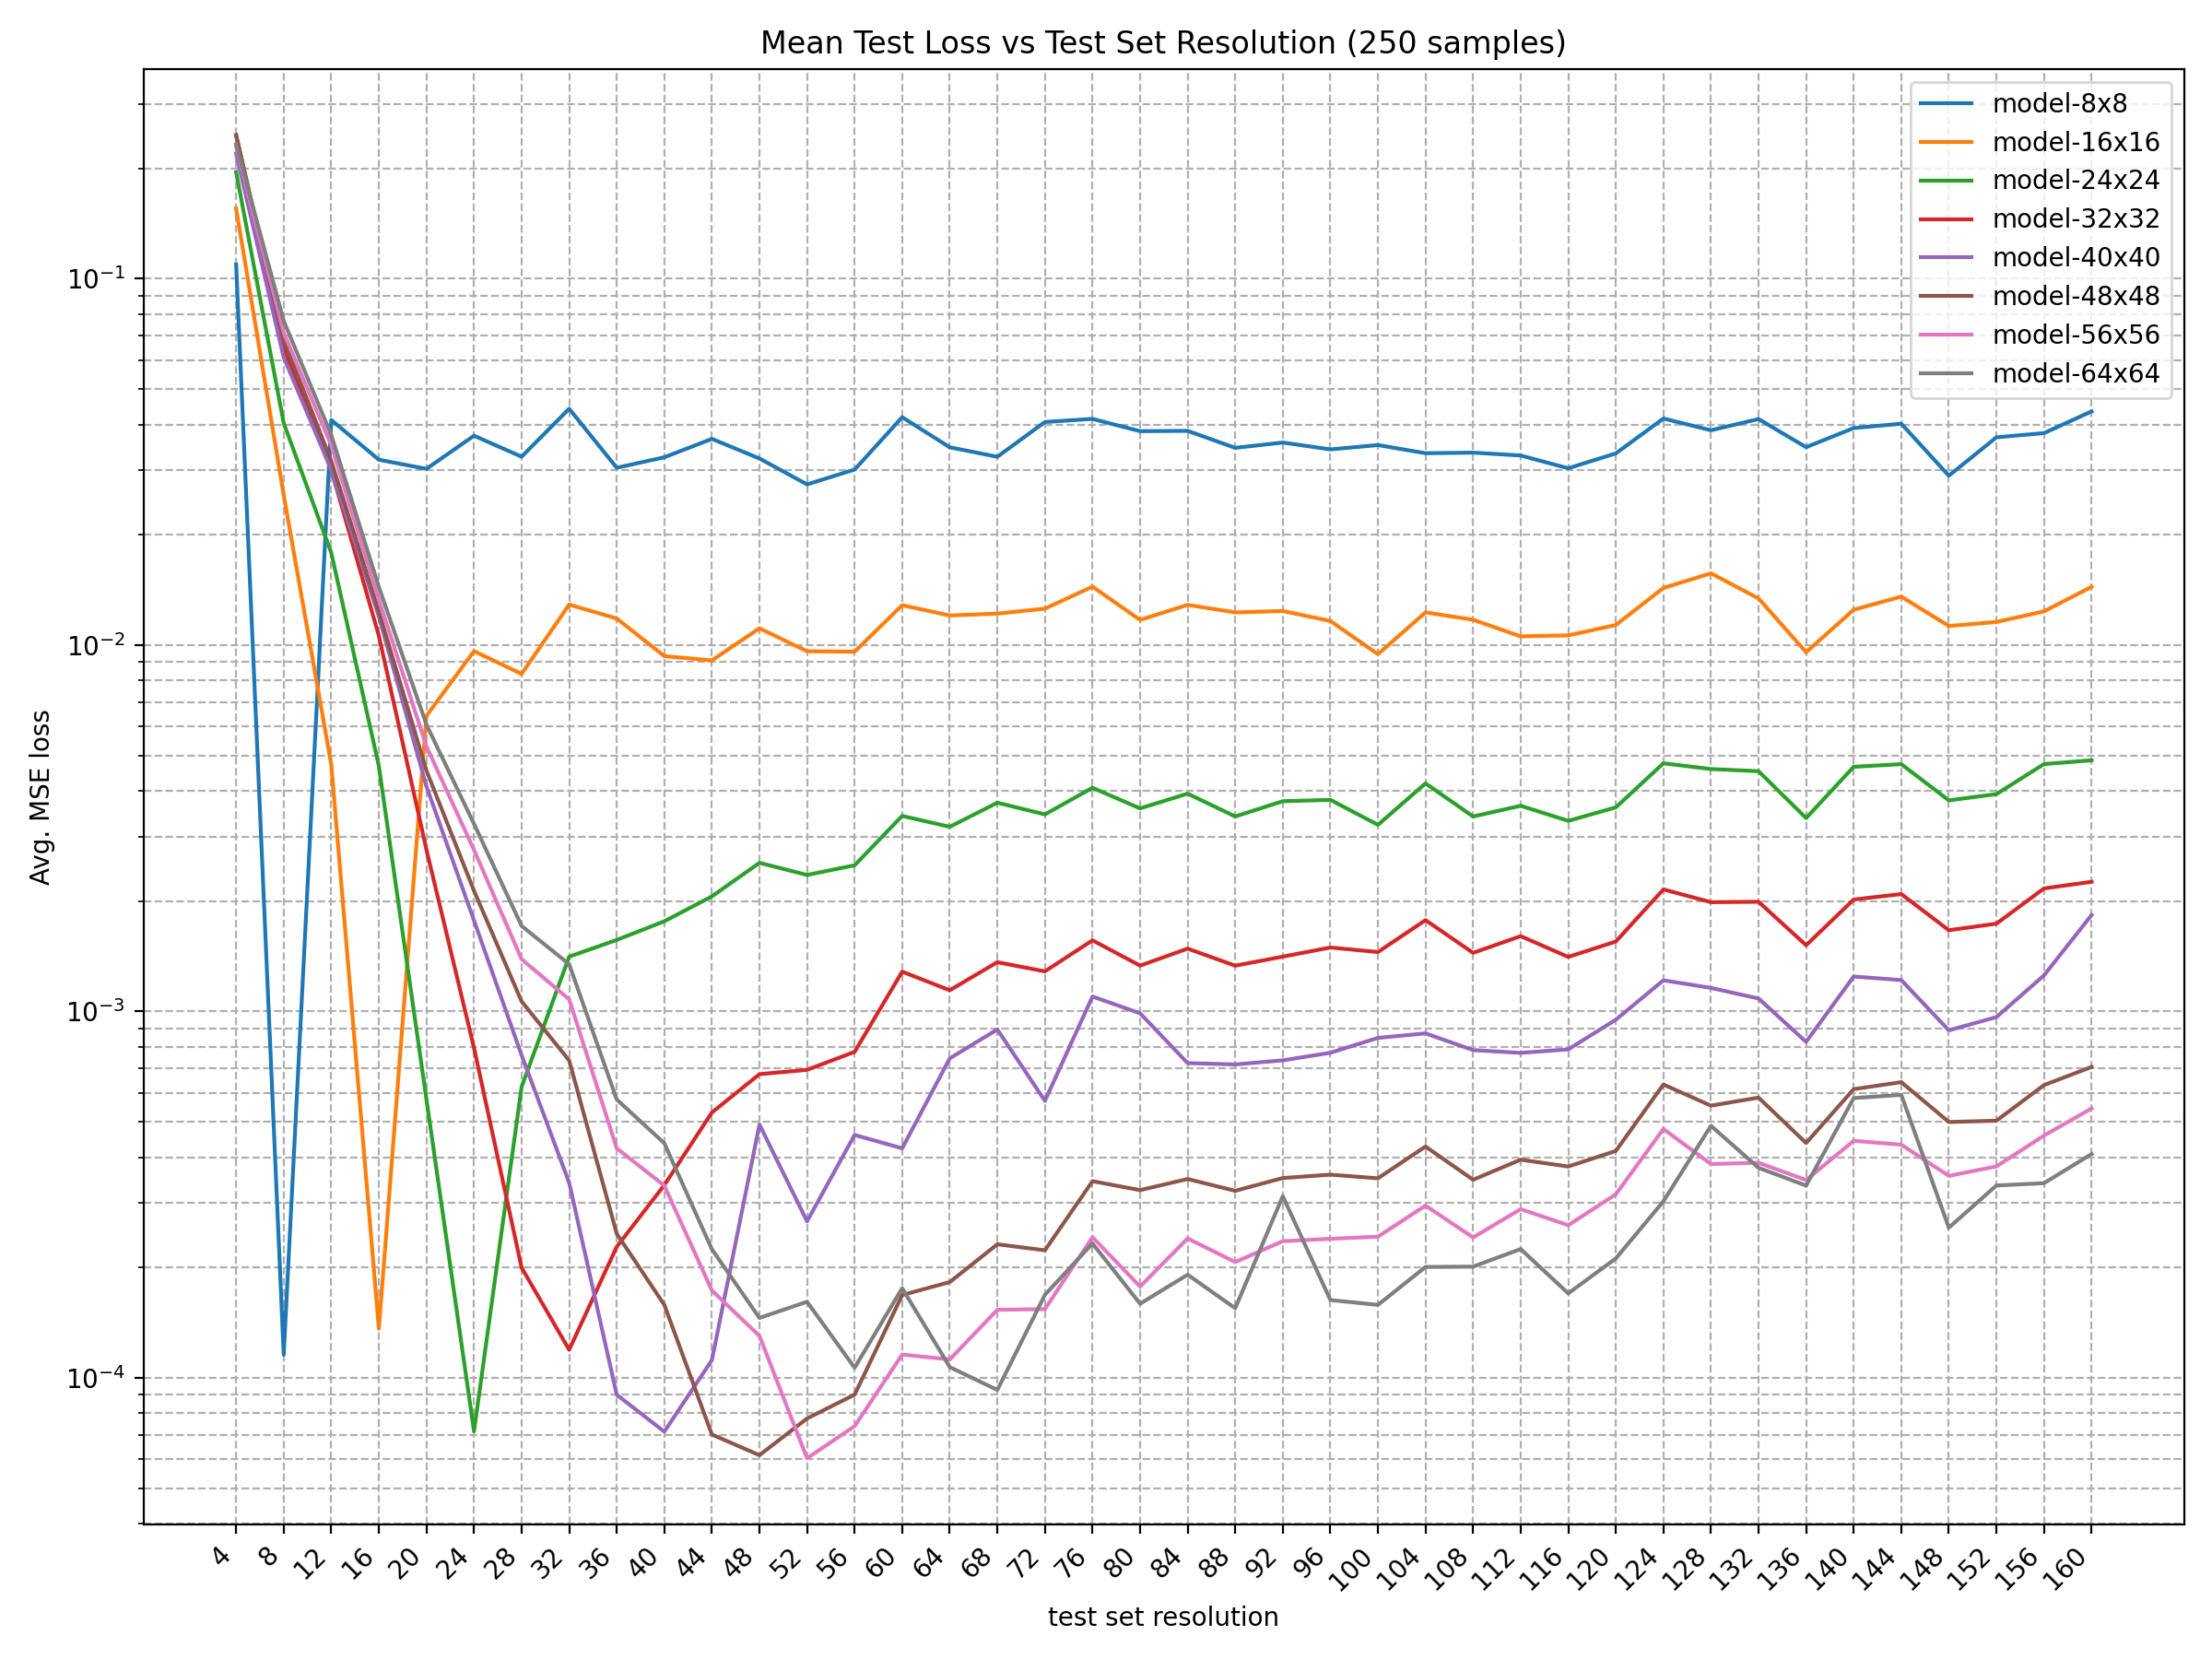 Mean Test Loss vs Test Set Resolution (250 samples)
model-8x8
model-16x16
model-24x24
model-32x32
model-40x40
model-48x48
model-56x56
model-64x64
10⁻¹
10⁻²
10⁻³
10⁻⁴
Avg. MSE loss
4 8 12 16 20 24 28 32 36 40 44 48 52 56 60 64 68 72 76 80 84 88 92 96 100 104 108 112 116 120 124 128 132 136 140 144 148 152 156 160
test set resolution